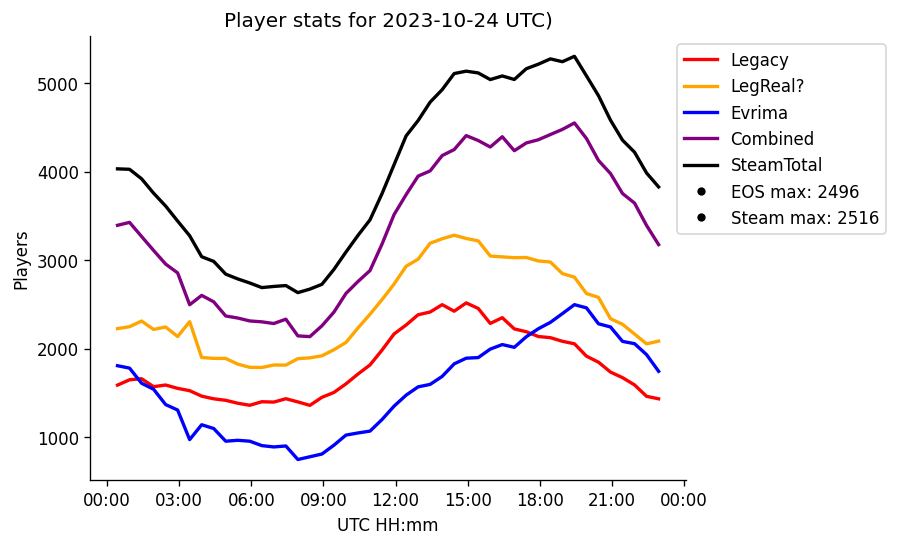 Player stats for 2023-10-24 UTC)
Players
5000
4000
3000
2000
1000
00:00 03:00 06:00 09:00 12:00 15:00 18:00 21:00 00:00
UTC HH:mm
Legacy
LegReal?
Evrima
Combined
SteamTotal
EOS max: 2496
Steam max: 2516